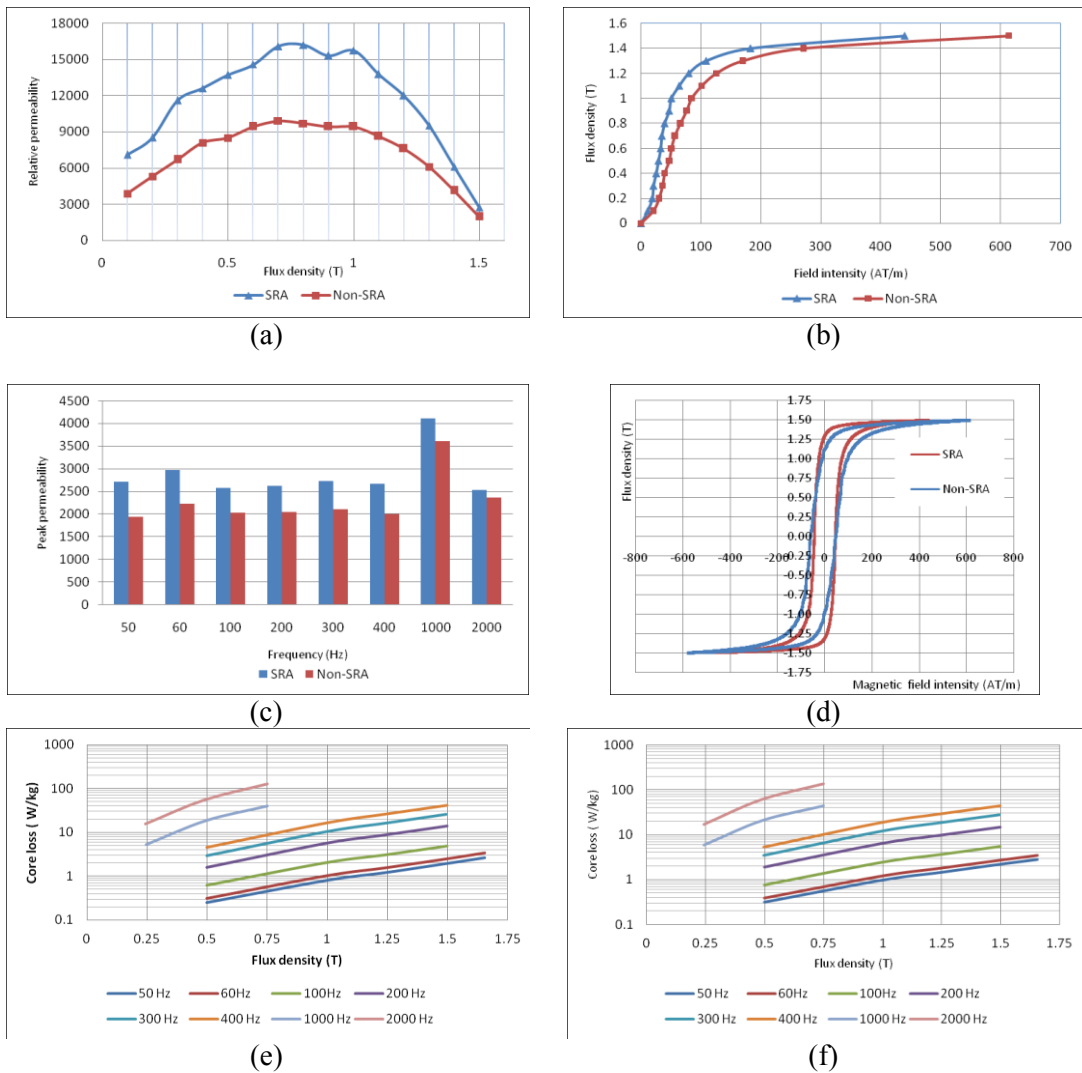 18000
15000
12000
9000
6000
3000
0
Relative permeability
0 0.5 1 1.5
Flux density (T)
SRA Non-SRA
(a)
1.6
1.4
1.2
1
0.8
0.6
0.4
0.2
0
Flux density (T)
0 100 200 300 400 500 600 700
Field intensity (AT/m)
SRA Non-SRA
(b)
4500
4000
3500
3000
2500
2000
1500
1000
500
0
Peak permeability
50 60 100 200 300 400 1000 2000
Frequency (Hz)
SRA Non-SRA
(c)
1.75
1.50
1.25
1.00
0.75
0.50
0.25
0.00
-0.25
-0.50
-0.75
-1.00
-1.25
-1.50
-1.75
Flux density (T)
-800 -600 -400 -200 0 200 400 600 800
SRA
Non-SRA
Magnetic field intensity (AT/m)
(d)
1000
100
10
1
0.1
Core loss ( W/kg)
0 0.25 0.5 0.75 1 1.25 1.5 1.75
Flux density (T)
50 Hz 60Hz 100Hz 200 Hz
300 Hz 400 Hz 1000 Hz 2000 Hz
(e)
1000
100
10
1
0.1
Core loss ( W/kg)
0 0.25 0.5 0.75 1 1.25 1.5 1.75
Flux density (T)
50 Hz 60Hz 100Hz 200 Hz
300 Hz 400 Hz 1000 Hz 2000 Hz
(f)